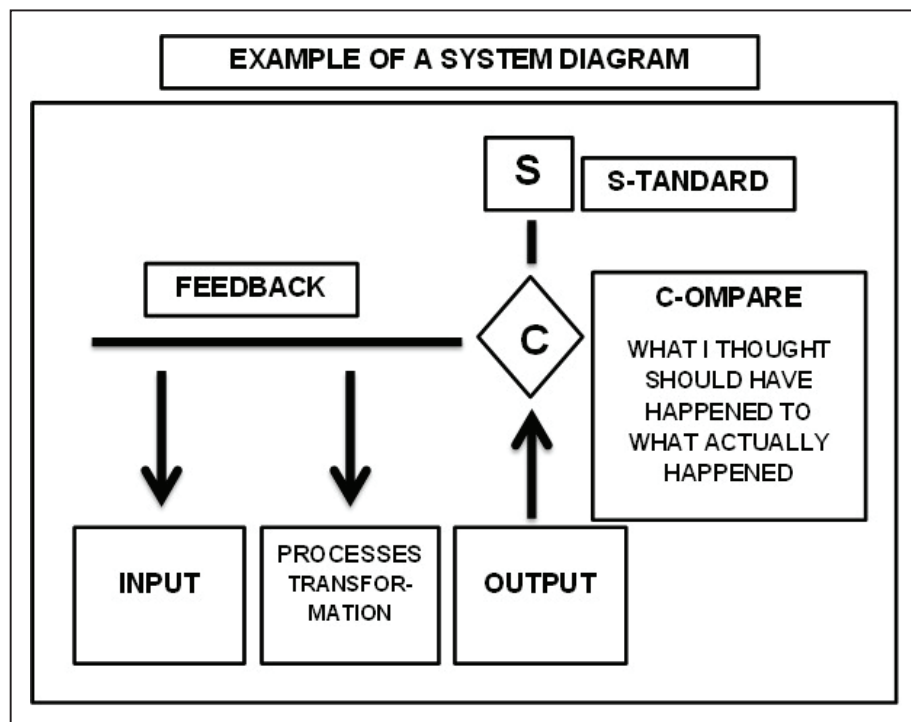 EXAMPLE OF A SYSTEM DIAGRAM
S
S-TANDARD
FEEDBACK
C
C-OMPARE
WHAT I THOUGHT
SHOULD HAVE
HAPPENED TO
WHAT ACTUALLY
HAPPENED
INPUT
PROCESSES
TRANSFOR-
MATION
OUTPUT